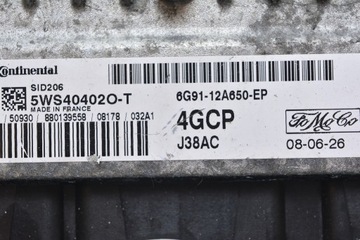 Continental
SID206
5WS40402O-T
MADE IN FRANCE
50930 / 880139558 / 08178 / 032A1
6G91-12A650-EP
4GCP
J38AC
FoMoCo
08-06-26